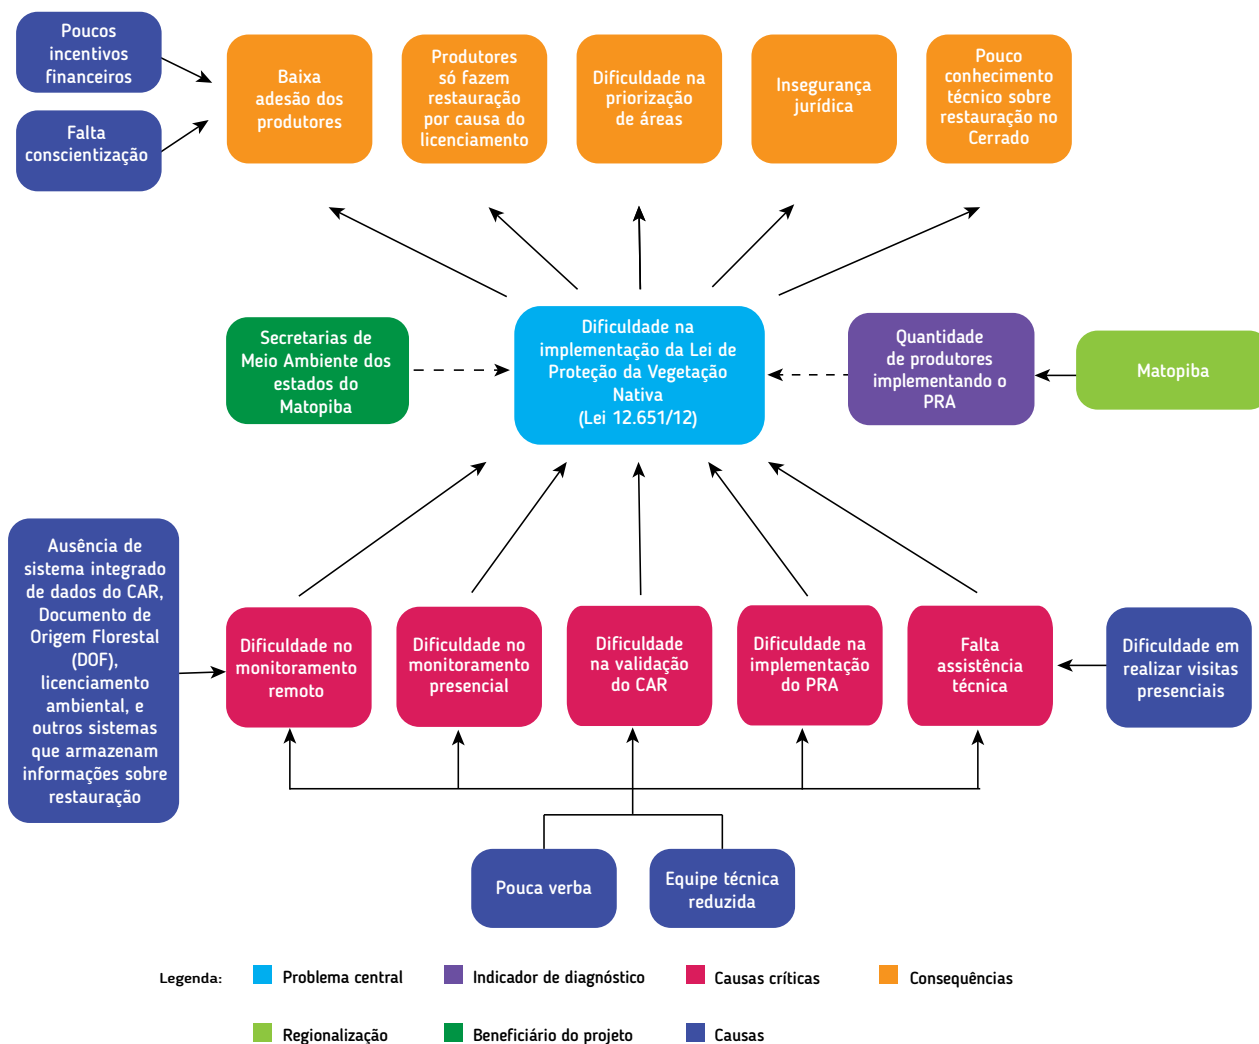 Poucos
incentivos
financeiros
Falta
conscientização
Baixa
adesão dos
produtores
Produtores
só fazem
restauração
por causa do
licenciamento
Dificuldade na
priorização
de áreas
Insegurança
jurídica
Pouco
conhecimento
técnico sobre
restauração no
Cerrado
Secretarias de
Meio Ambiente dos
estados do
Matopiba
Dificuldade na
implementação da Lei de
Proteção da Vegetação
Nativa
(Lei 12.651/12)
Quantidade
de produtores
implementando o
PRA
Matopiba
Ausência de
sistema integrado
de dados do CAR,
Documento de
Origem Florestal
(DOF),
licenciamento
ambiental, e
outros sistemas
que armazenam
informações sobre
restauração
Dificuldade no
monitoramento
remoto
Dificuldade no
monitoramento
presencial
Dificuldade
na validação
do CAR
Dificuldade na
implementação
do PRA
Falta
assistência
técnica
Dificuldade em
realizar visitas
presenciais
Pouca verba
Equipe técnica
reduzida
Legenda:
Problema central
Indicador de diagnóstico
Causas críticas
Consequências
Regionalização
Beneficiário do projeto
Causas